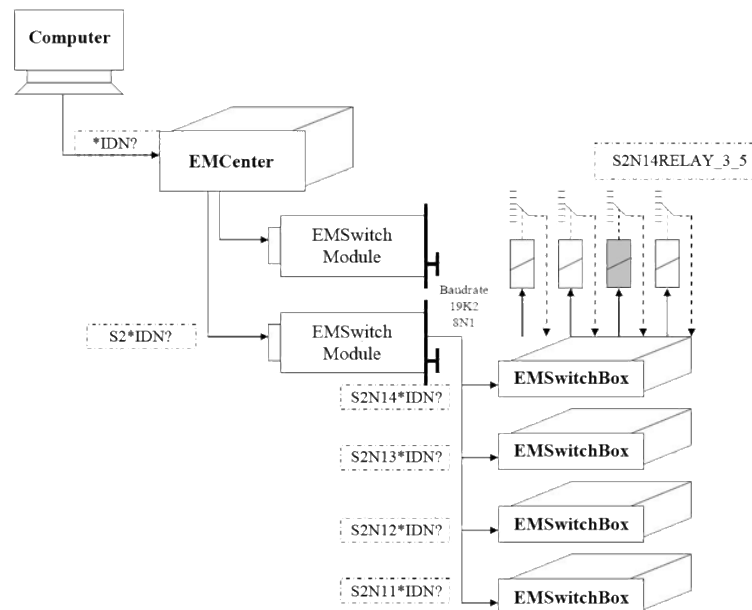 Computer
*IDN?
EMCenter
S2N14RELAY_3_5
EMSwitch
Module
Baudrate
19K2
8N1
S2*IDN?
EMSwitch
Module
EMSwitchBox
S2N14*IDN?
EMSwitchBox
S2N13*IDN?
EMSwitchBox
S2N12*IDN?
EMSwitchBox
S2N11*IDN?